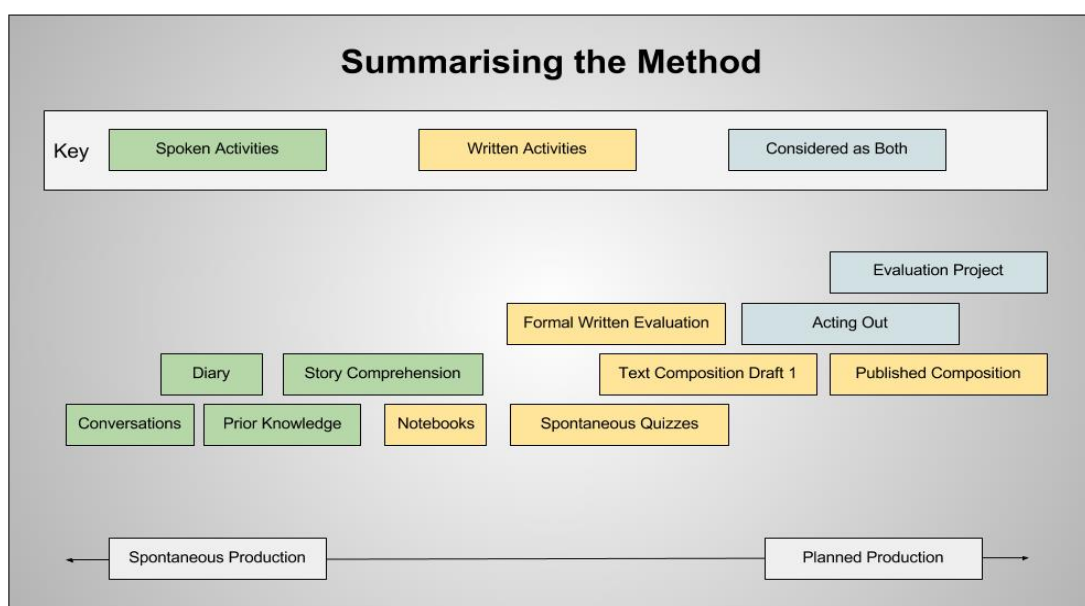 Summarising the Method
Key
Spoken Activities
Written Activities
Considered as Both
Evaluation Project
Formal Written Evaluation
Acting Out
Diary
Story Comprehension
Text Composition Draft 1
Published Composition
Conversations
Prior Knowledge
Notebooks
Spontaneous Quizzes
Spontaneous Production
Planned Production